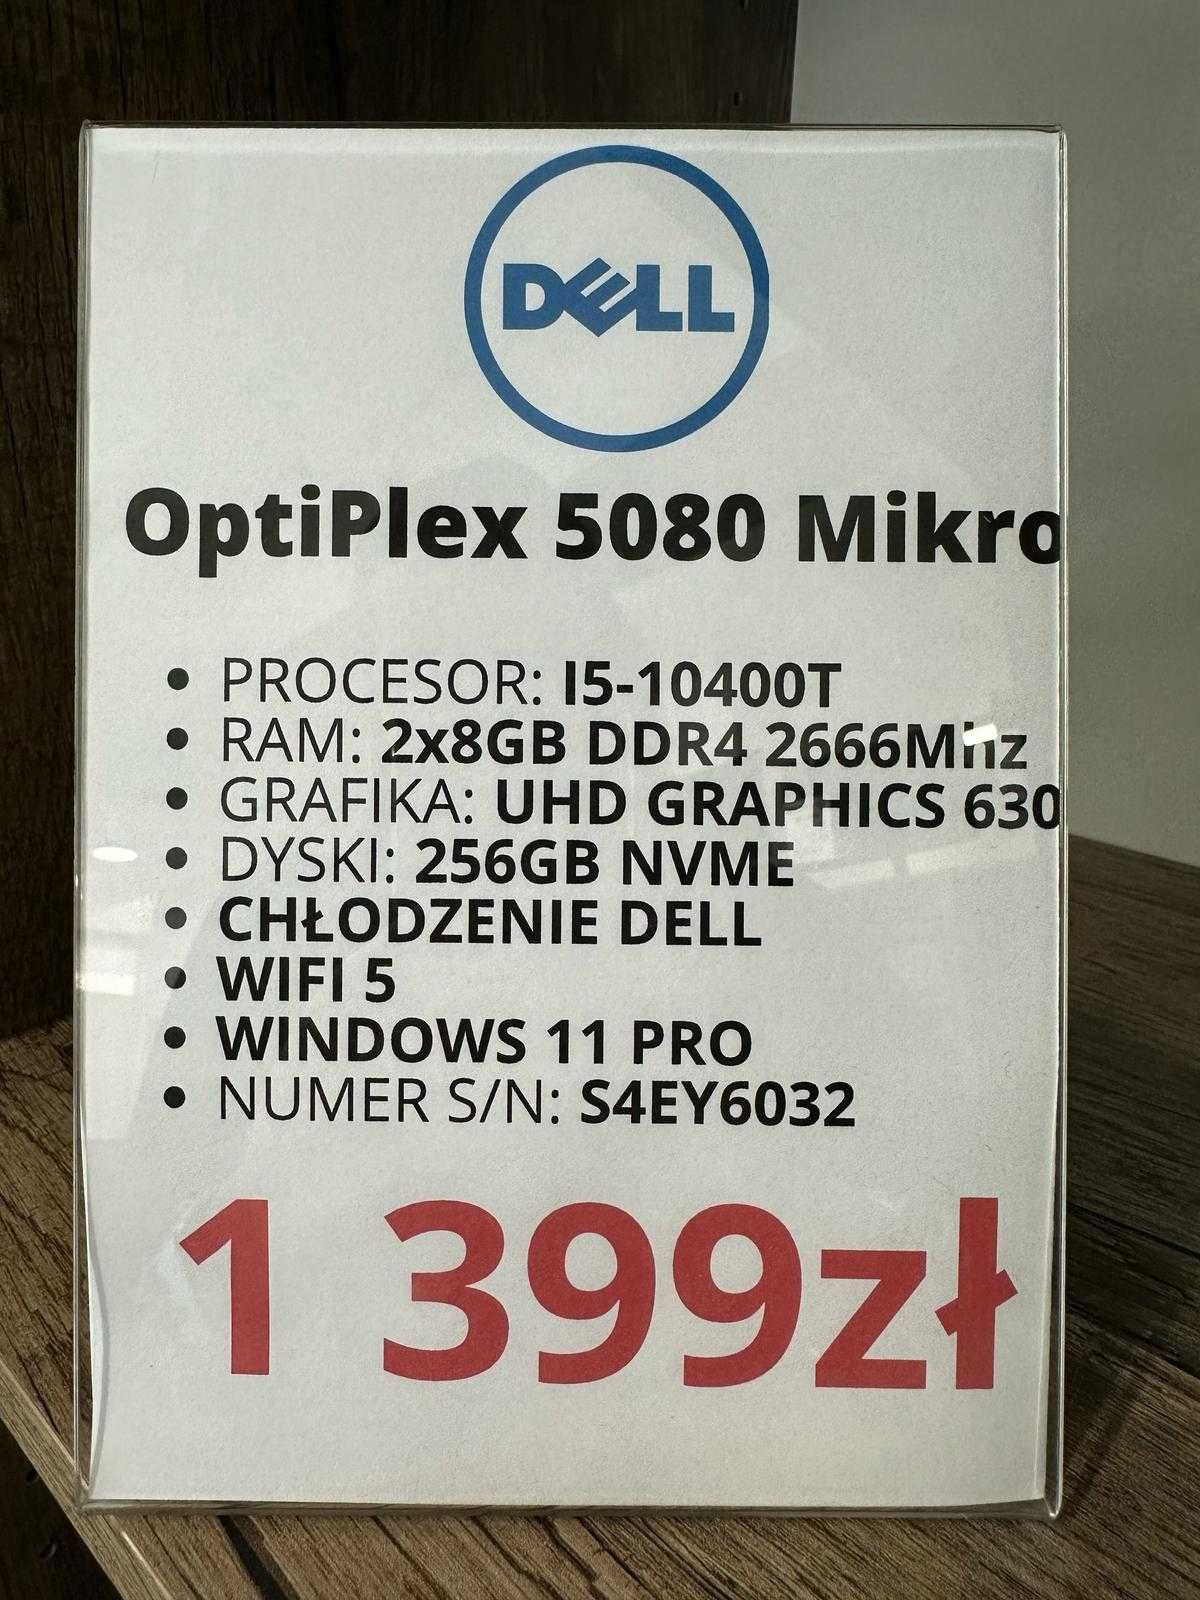 DELL
OptiPlex 5080 Mikro
• PROCESOR: I5-10400T
• RAM: 2x8GB DDR4 2666Mhz
• GRAFIKA: UHD GRAPHICS 630
• DYSKI: 256GB NVME
• CHŁODZENIE DELL
• WIFI 5
• WINDOWS 11 PRO
• NUMER S/N: S4EY6032
1 399zł